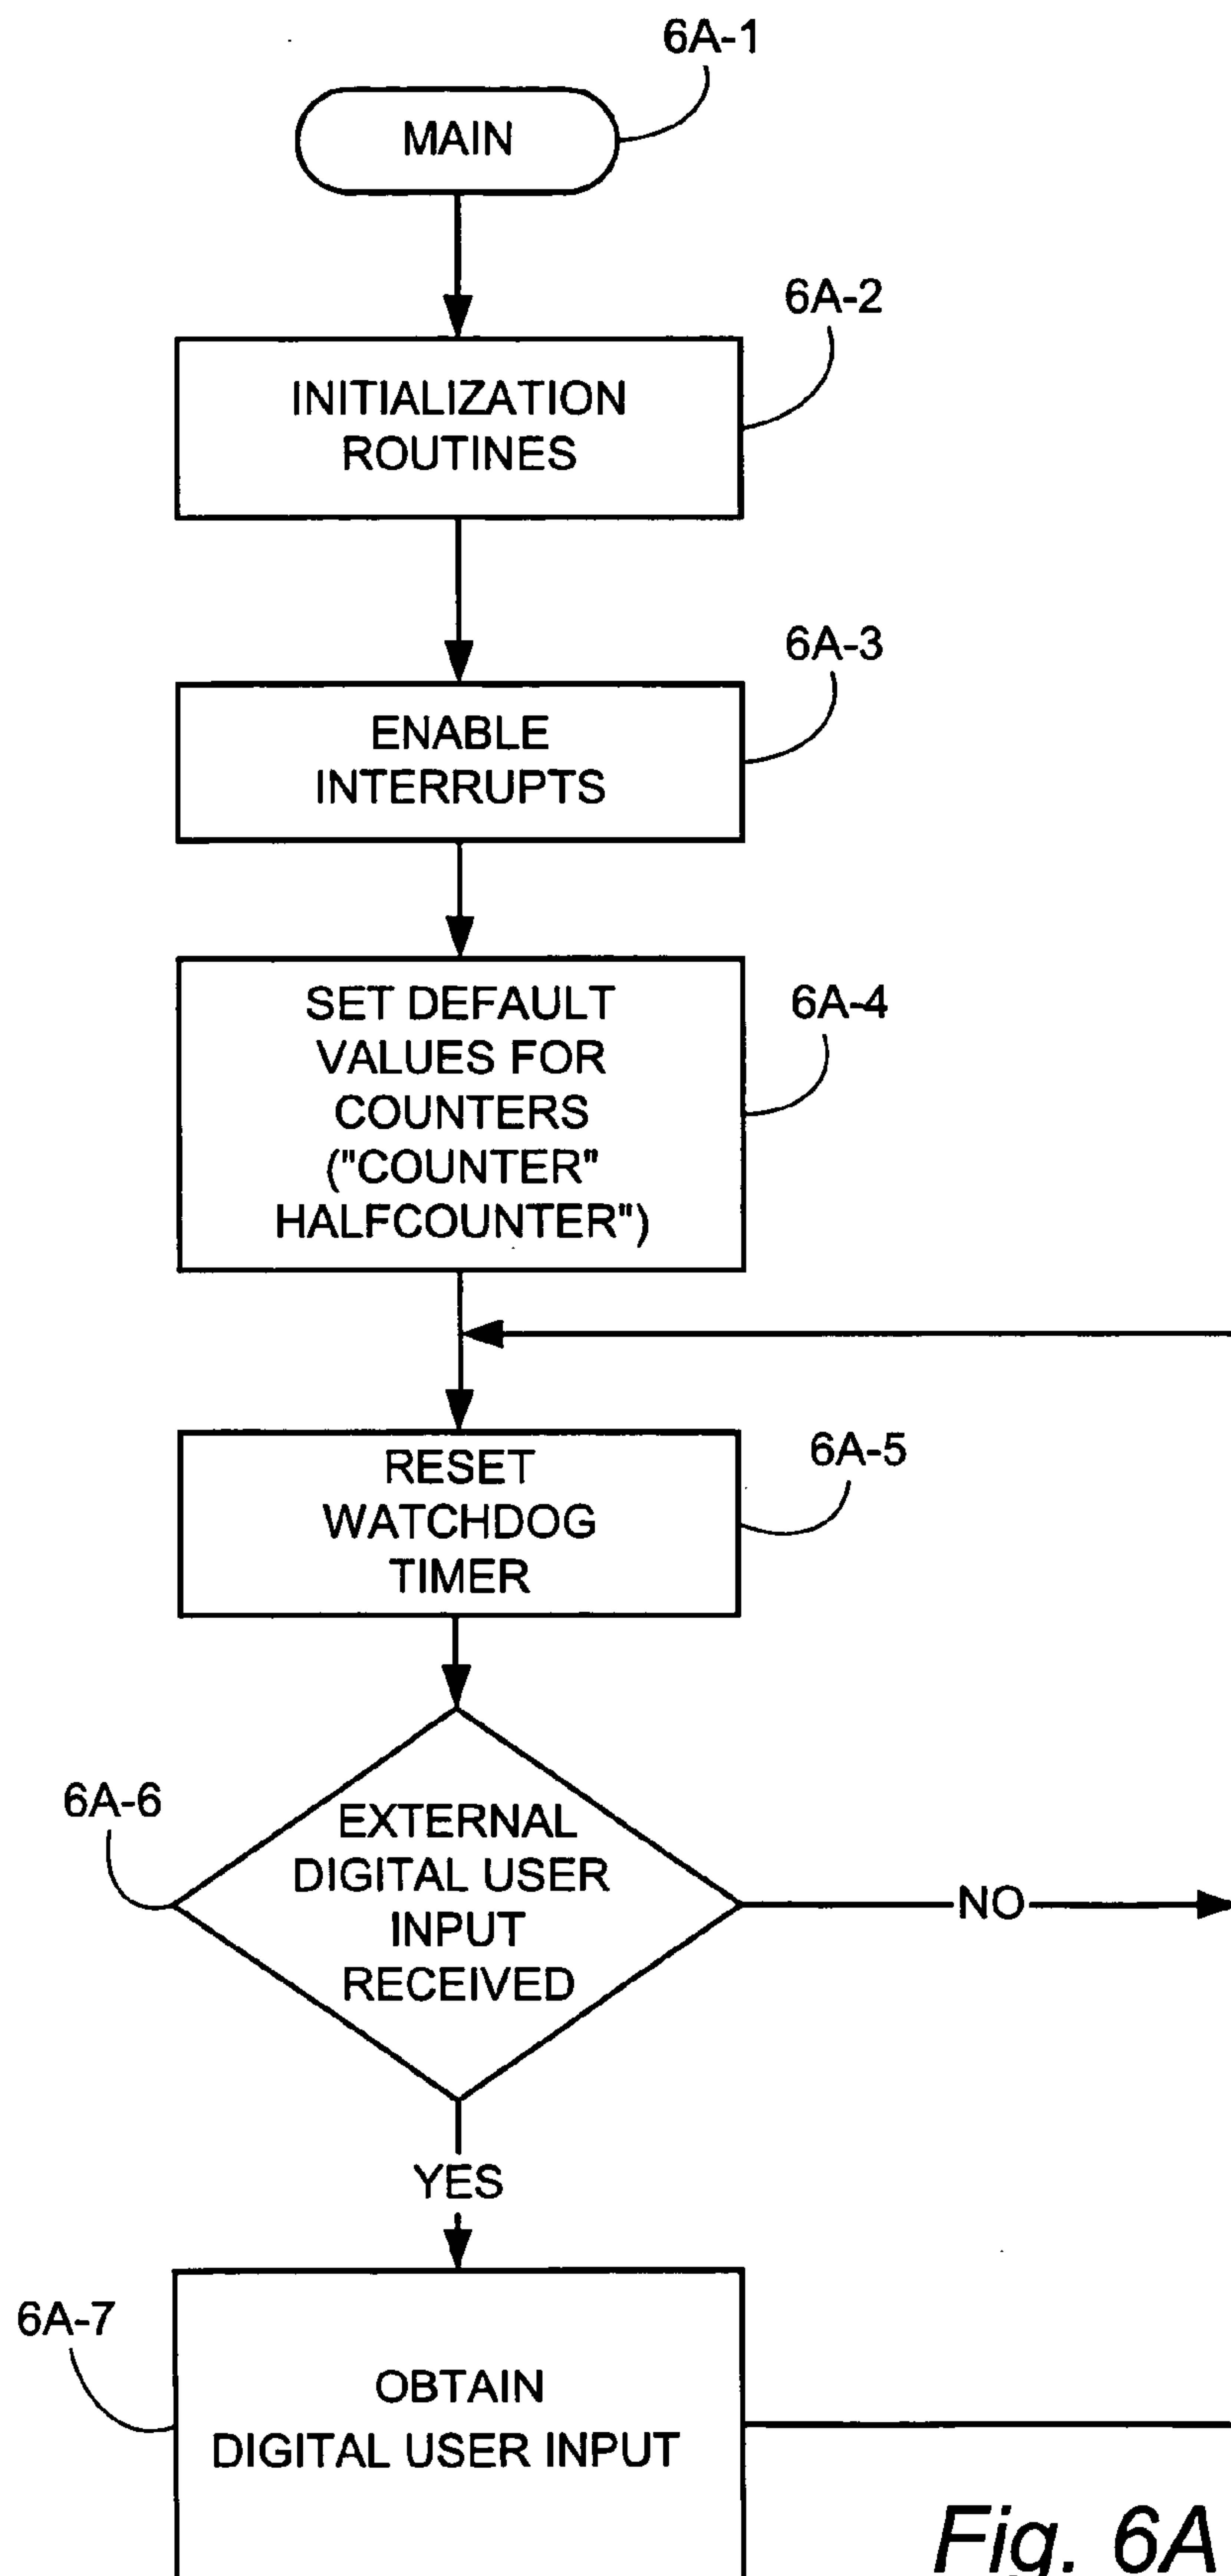 6A-1
MAIN
6A-2
INITIALIZATION
ROUTINES
6A-3
ENABLE
INTERRUPTS
6A-4
SET DEFAULT
VALUES FOR
COUNTERS
("COUNTER"
HALFCOUNTER")
6A-5
RESET
WATCHDOG
TIMER
6A-6
EXTERNAL
DIGITAL USER
INPUT
RECEIVED
NO
YES
6A-7
OBTAIN
DIGITAL USER INPUT
Fig. 6A